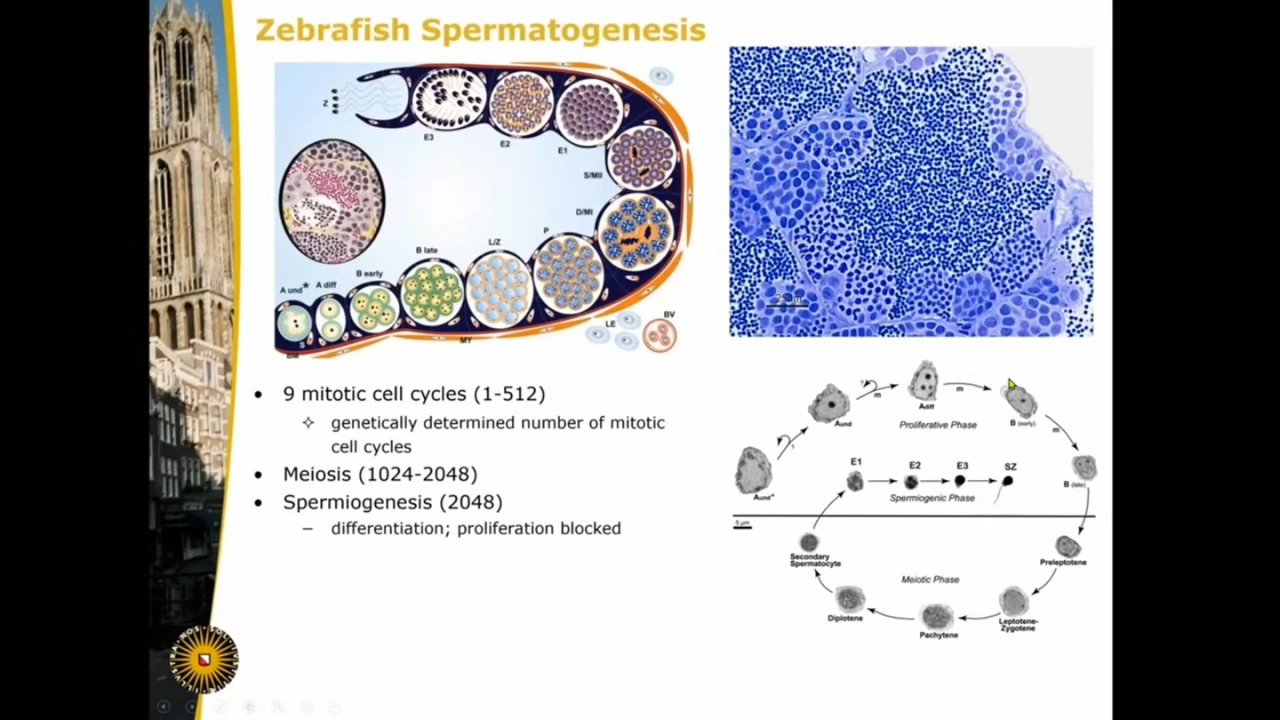 Zebrafish Spermatogenesis
Z
E3
E2
E1
S/MII
D/MI
P
L/Z
B late
B early
A diff
A und*
S
BM
MY
LE
BV
• 9 mitotic cell cycles (1-512)
✧ genetically determined number of mitotic
cell cycles
• Meiosis (1024-2048)
• Spermiogenesis (2048)
– differentiation; proliferation blocked
? m
Adiff
m
Aund
B (early)
Proliferative Phase
m
?
Aund*
B (late)
E1
E2
E3
SZ
Spermiogenic Phase
5 µm
Secondary
Spermatocyte
Preleptotene
Meiotic Phase
Diplotene
Pachytene
Leptotene-
Zygotene